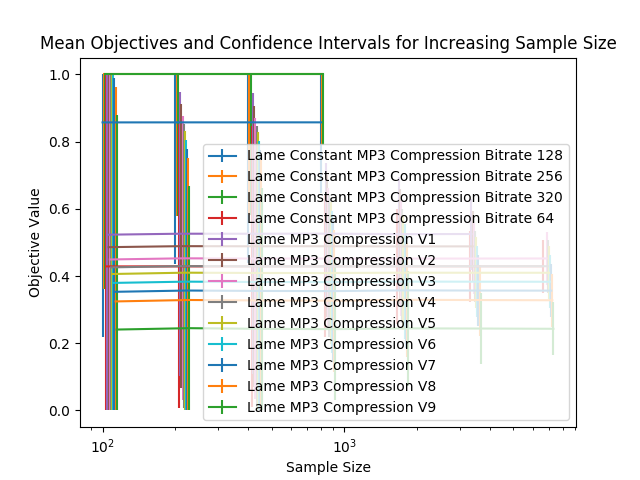 Mean Objectives and Confidence Intervals for Increasing Sample Size
1.0
0.8
0.6
0.4
0.2
0.0
Objective Value
Lame Constant MP3 Compression Bitrate 128
Lame Constant MP3 Compression Bitrate 256
Lame Constant MP3 Compression Bitrate 320
Lame Constant MP3 Compression Bitrate 64
Lame MP3 Compression V1
Lame MP3 Compression V2
Lame MP3 Compression V3
Lame MP3 Compression V4
Lame MP3 Compression V5
Lame MP3 Compression V6
Lame MP3 Compression V7
Lame MP3 Compression V8
Lame MP3 Compression V9
10² 10³
Sample Size